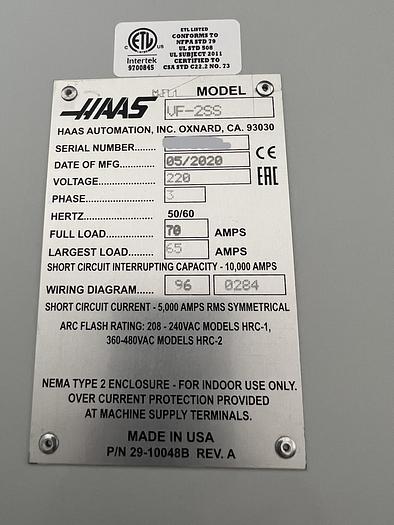 ETL LISTED
CONFORMS TO
NFPA STD 79
UL STD 508
UL SUBJECT 2011
CERTIFIED TO
CSA STD C22.2 NO. 73
ETL
C US
Intertek
9700845
MODEL
HAAS VF-2SS
HAAS AUTOMATION, INC. OXNARD, CA. 93030
SERIAL NUMBER.......
DATE OF MFG............. 05/2020 CE
VOLTAGE.................... 220 EAC
PHASE........................ 3
HERTZ........................ 50/60
FULL LOAD................ 70 AMPS
LARGEST LOAD........ 65 AMPS
SHORT CIRCUIT INTERRUPTING CAPACITY - 10,000 AMPS
WIRING DIAGRAM...... 96 0284
SHORT CIRCUIT CURRENT - 5,000 AMPS RMS SYMMETRICAL
ARC FLASH RATING: 208 - 240VAC MODELS HRC-1,
360-480VAC MODELS HRC-2
NEMA TYPE 2 ENCLOSURE - FOR INDOOR USE ONLY.
OVER CURRENT PROTECTION PROVIDED
AT MACHINE SUPPLY TERMINALS.
MADE IN USA
P/N 29-10048B REV. A